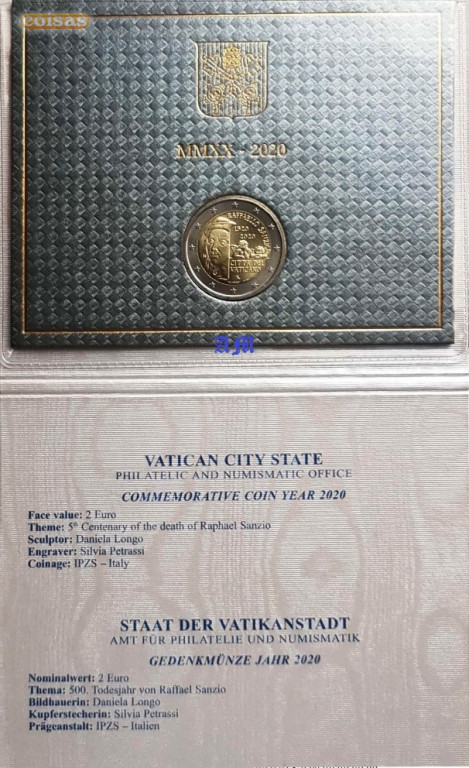 coisas
MMXX - 2020
RAFFAELLO SANZIO
1520
2020
CITTÀ DEL
VATICANO
AfM
VATICAN CITY STATE
PHILATELIC AND NUMISMATIC OFFICE
COMMEMORATIVE COIN YEAR 2020
Face value: 2 Euro
Theme: 5th Centenary of the death of Raphael Sanzio
Sculptor: Daniela Longo
Engraver: Silvia Petrassi
Coinage: IPZS – Italy
STAAT DER VATIKANSTADT
AMT FÜR PHILATELIE UND NUMISMATIK
GEDENKMÜNZE JAHR 2020
Nominalwert: 2 Euro
Thema: 500. Todesjahr von Raffael Sanzio
Bildhauerin: Daniela Longo
Kupferstecherin: Silvia Petrassi
Prägeanstalt: IPZS – Italien